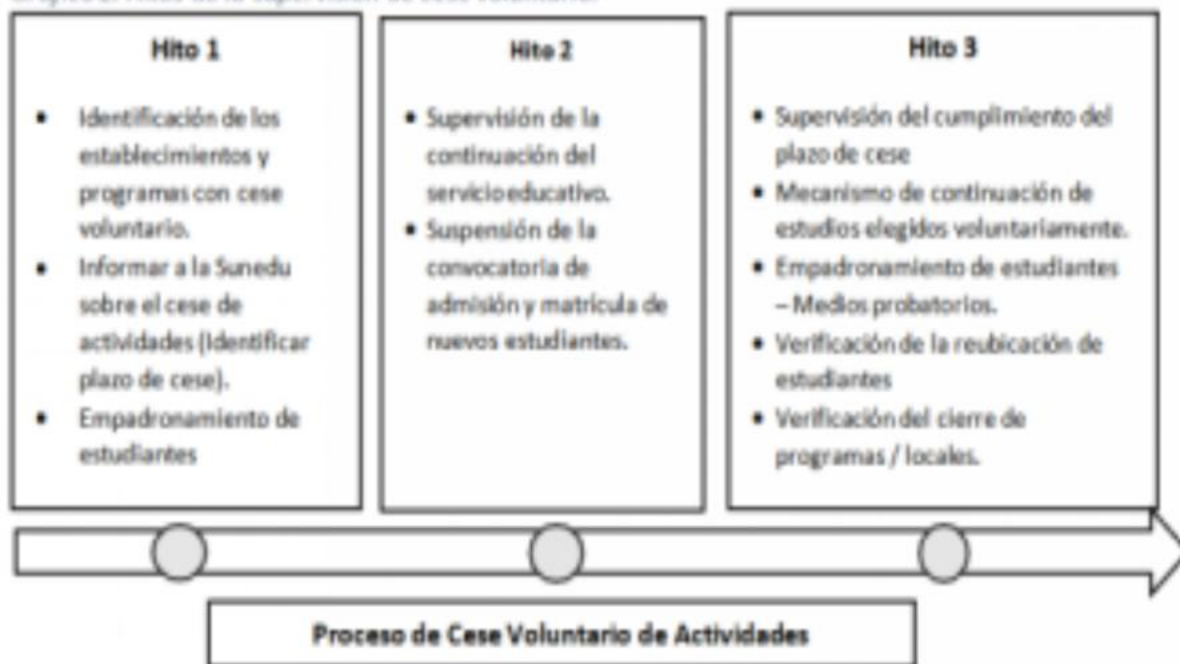 Hito 1
• Identificación de los
establecimientos y
programas con cese
voluntario.
• Informar a la Sunedu
sobre el cese de
actividades (Identificar
plazo de cese).
• Empadronamiento de
estudiantes
Hito 2
• Supervisión de la
continuación del
servicio educativo.
• Suspensión de la
convocatoria de
admisión y matrícula de
nuevos estudiantes.
Hito 3
• Supervisión del cumplimiento del
plazo de cese
• Mecanismo de continuación de
estudios elegidos voluntariamente.
• Empadronamiento de estudiantes
– Medios probatorios.
• Verificación de la reubicación de
estudiantes
• Verificación del cierre de
programas / locales.
Proceso de Cese Voluntario de Actividades